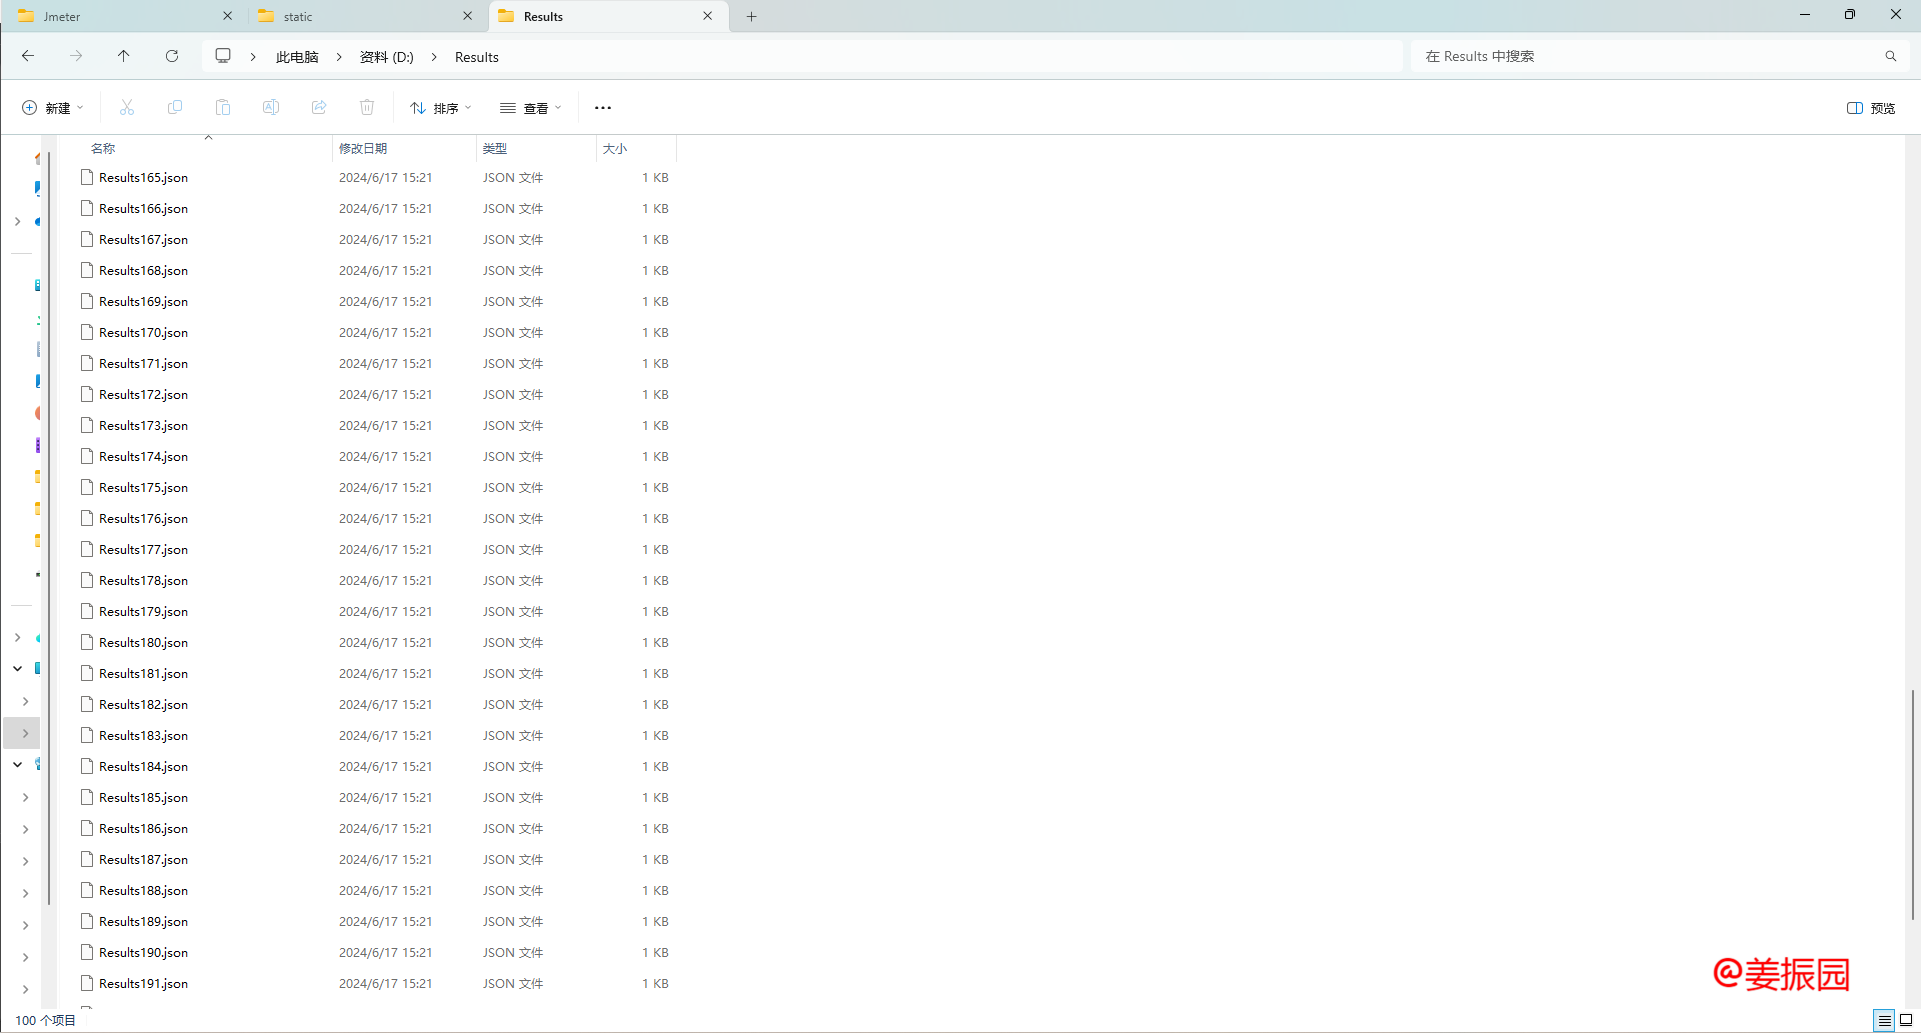 Jmeter
static
Results
此电脑 > 资料 (D:) > Results
在 Results 中搜索
新建
排序
查看
预览
名称 修改日期 类型 大小
Results165.json 2024/6/17 15:21 JSON 文件 1 KB
Results166.json 2024/6/17 15:21 JSON 文件 1 KB
Results167.json 2024/6/17 15:21 JSON 文件 1 KB
Results168.json 2024/6/17 15:21 JSON 文件 1 KB
Results169.json 2024/6/17 15:21 JSON 文件 1 KB
Results170.json 2024/6/17 15:21 JSON 文件 1 KB
Results171.json 2024/6/17 15:21 JSON 文件 1 KB
Results172.json 2024/6/17 15:21 JSON 文件 1 KB
Results173.json 2024/6/17 15:21 JSON 文件 1 KB
Results174.json 2024/6/17 15:21 JSON 文件 1 KB
Results175.json 2024/6/17 15:21 JSON 文件 1 KB
Results176.json 2024/6/17 15:21 JSON 文件 1 KB
Results177.json 2024/6/17 15:21 JSON 文件 1 KB
Results178.json 2024/6/17 15:21 JSON 文件 1 KB
Results179.json 2024/6/17 15:21 JSON 文件 1 KB
Results180.json 2024/6/17 15:21 JSON 文件 1 KB
Results181.json 2024/6/17 15:21 JSON 文件 1 KB
Results182.json 2024/6/17 15:21 JSON 文件 1 KB
Results183.json 2024/6/17 15:21 JSON 文件 1 KB
Results184.json 2024/6/17 15:21 JSON 文件 1 KB
Results185.json 2024/6/17 15:21 JSON 文件 1 KB
Results186.json 2024/6/17 15:21 JSON 文件 1 KB
Results187.json 2024/6/17 15:21 JSON 文件 1 KB
Results188.json 2024/6/17 15:21 JSON 文件 1 KB
Results189.json 2024/6/17 15:21 JSON 文件 1 KB
Results190.json 2024/6/17 15:21 JSON 文件 1 KB
Results191.json 2024/6/17 15:21 JSON 文件 1 KB
@姜振园
100 个项目